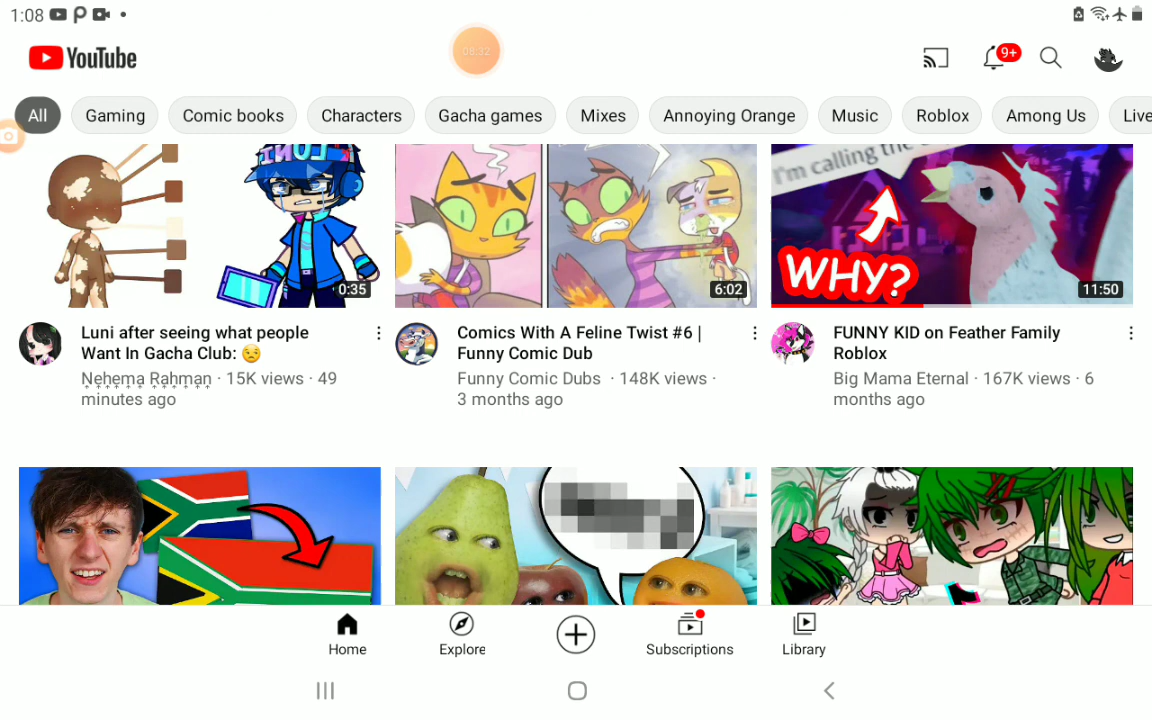 1:08
08:32
YouTube
9+
All
Gaming
Comic books
Characters
Gacha games
Mixes
Annoying Orange
Music
Roblox
Among Us
Live
LUNI
0:35
6:02
I'm calling the
WHY?
11:50
Luni after seeing what people
Want In Gacha Club: 😒
Nehema Rahman · 15K views · 49
minutes ago
Comics With A Feline Twist #6 |
Funny Comic Dub
Funny Comic Dubs · 148K views ·
3 months ago
FUNNY KID on Feather Family
Roblox
Big Mama Eternal · 167K views · 6
months ago
Home
Explore
Subscriptions
Library